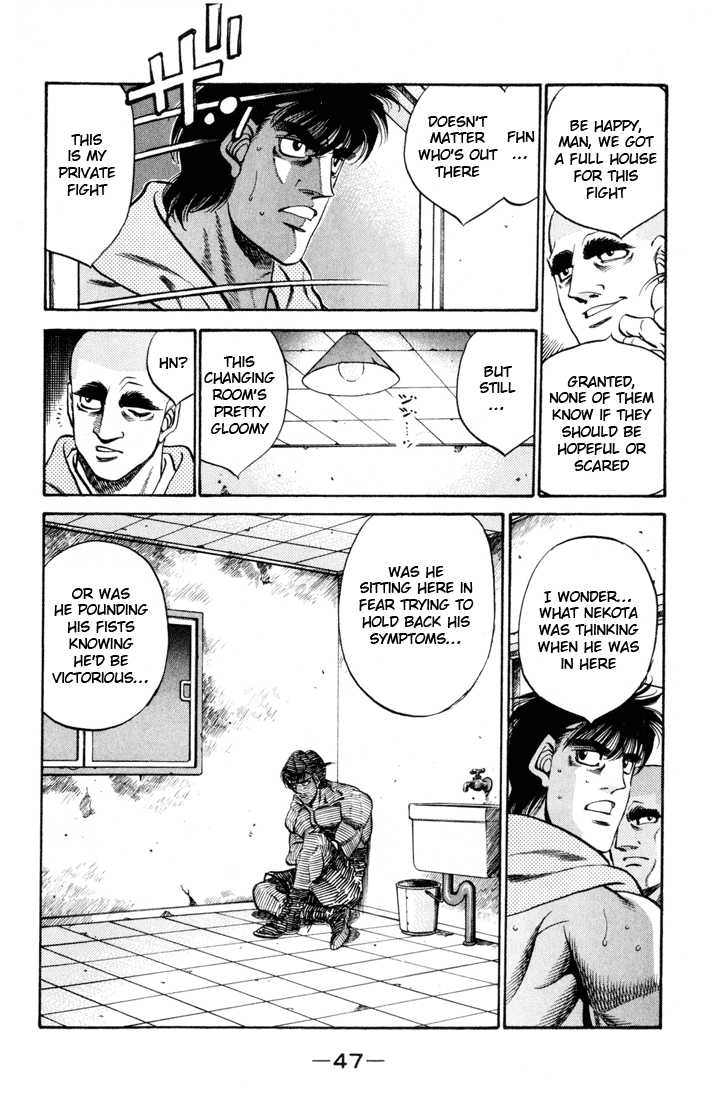 BE HAPPY,
MAN, WE GOT
A FULL HOUSE
FOR THIS
FIGHT
GRANTED,
NONE OF THEM
KNOW IF THEY
SHOULD BE
HOPEFUL OR
SCARED
FHN
...
DOESN'T
MATTER
WHO'S OUT
THERE
THIS
IS MY
PRIVATE
FIGHT
ザッ
BUT
STILL
...
THIS
CHANGING
ROOM'S
PRETTY
GLOOMY
HN?
I WONDER...
WHAT NEKOTA
WAS THINKING
WHEN HE WAS
IN HERE
WAS HE
SITTING HERE IN
FEAR TRYING TO
HOLD BACK HIS
SYMPTOMS...
OR WAS
HE POUNDING
HIS FISTS
KNOWING
HE'D BE
VICTORIOUS...
—47—